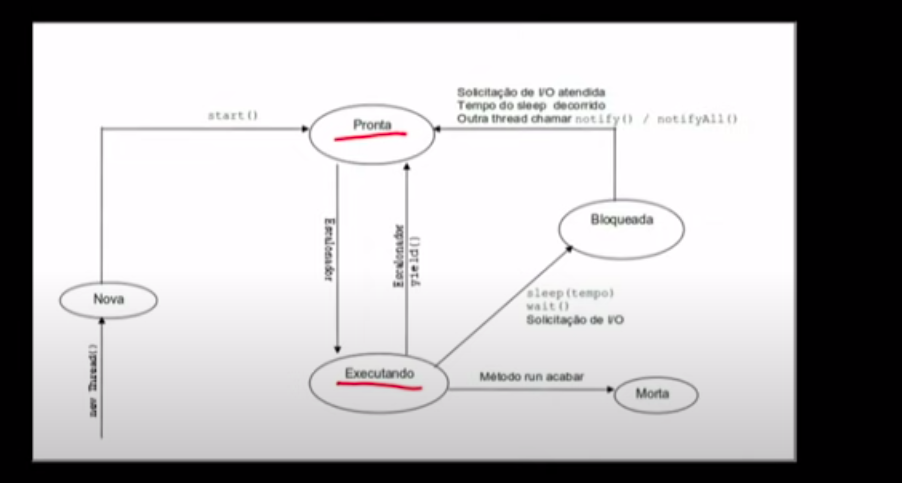 Solicitação de I/O atendida
Tempo do sleep decorrido
Outra thread chamar notify() / notifyAll()
start()
Pronta
Bloqueada
Escalonador
Escalonador
yield()
Nova
sleep(tempo)
wait()
Solicitação de I/O
new Thread()
Executando
Método run acabar
Morta